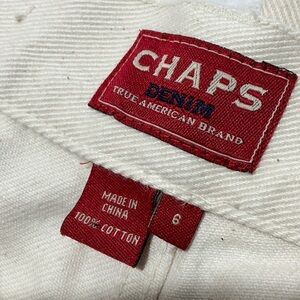 CHAPS
DENIM
TRUE AMERICAN BRAND
MADE IN
CHINA
100% COTTON
6